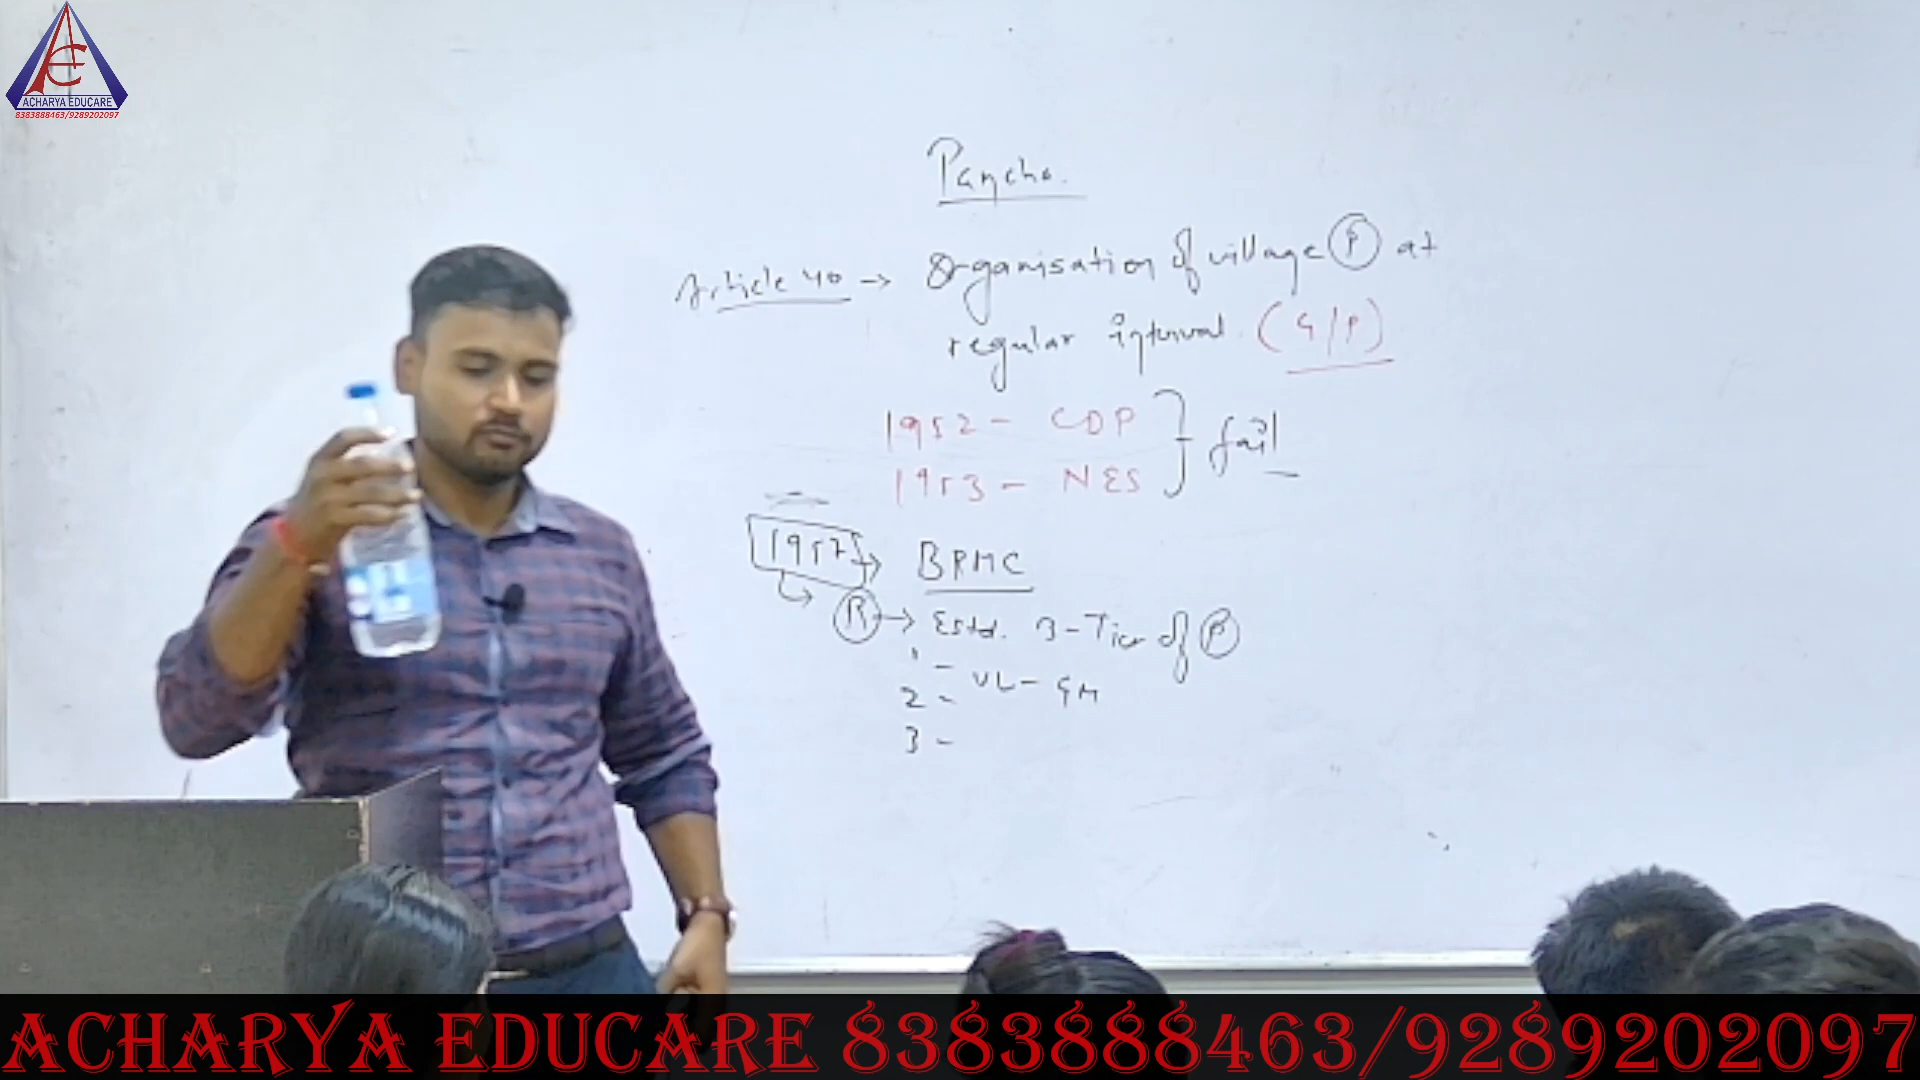 ACHARYA EDUCARE
8383888463/9289202097
Pancha.
Article 40 → Organisation of village (P) at
regular interval. (G/P)
1952 - CDP
1953 - NES } fail
1957 → BRMC
(R) → Estd. 3-Tier of (P)
1 - VL - GM
2 -
3 -
ACHARYA EDUCARE 8383888463/9289202097